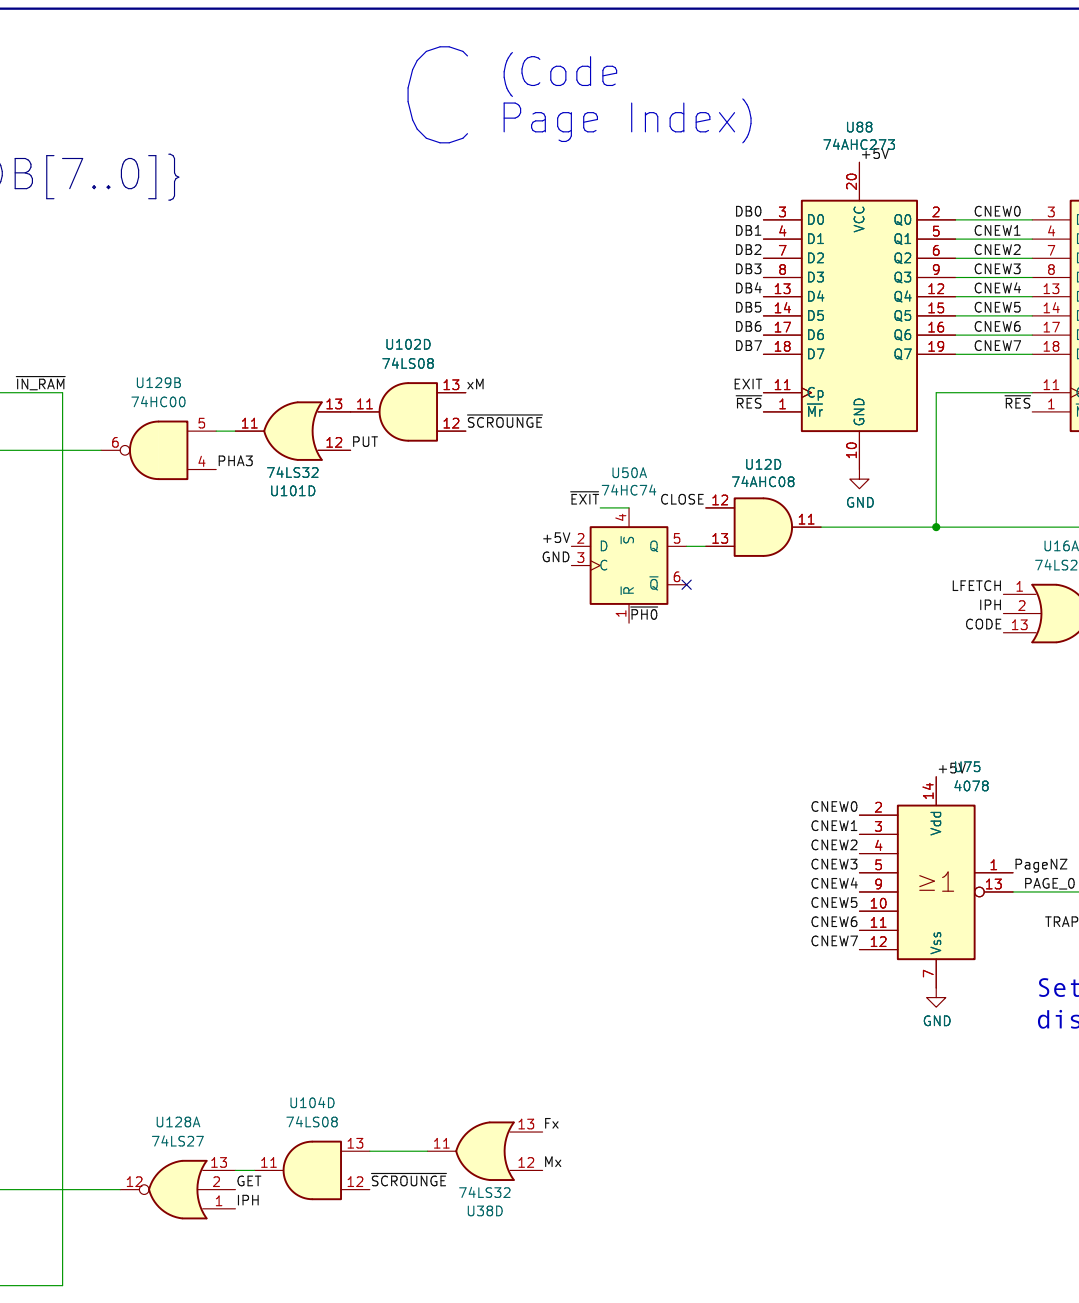 C (Code
Page Index)
DB[7..0]}
U88
74AHC273
+5V
20
VCC
DB0 3 D0 Q0 2 CNEW0 3
DB1 4 D1 Q1 5 CNEW1 4
DB2 7 D2 Q2 6 CNEW2 7
DB3 8 D3 Q3 9 CNEW3 8
DB4 13 D4 Q4 12 CNEW4 13
DB5 14 D5 Q5 15 CNEW5 14
DB6 17 D6 Q6 16 CNEW6 17
DB7 18 D7 Q7 19 CNEW7 18
EXIT 11 Cp 11
RES 1 Mr GND RES 1
10
GND
IN_RAM
U129B
74HC00
6
5
4 PHA3
U102D
74LS08
11
13 xM
12 SCROUNGE
11
13
12 PUT
74LS32
U101D
U50A
74HC74
EXIT
4
+5V 2 D S Q 5
GND 3 C
R Q 6
1 PH0
U12D
74AHC08
CLOSE 12
13
11
U16A
74LS2
LFETCH 1
IPH 2
CODE 13
+5V
U75
4078
14
Vdd
CNEW0 2
CNEW1 3
CNEW2 4
CNEW3 5
CNEW4 9
CNEW5 10
CNEW6 11
CNEW7 12
≥1
1 PageNZ
13 PAGE_0
TRAP
Vss
7
GND
Set
dis
U128A
74LS27
12
13
2 GET
1 IPH
U104D
74LS08
11
13
12 SCROUNGE
11
13 Fx
12 Mx
74LS32
U38D